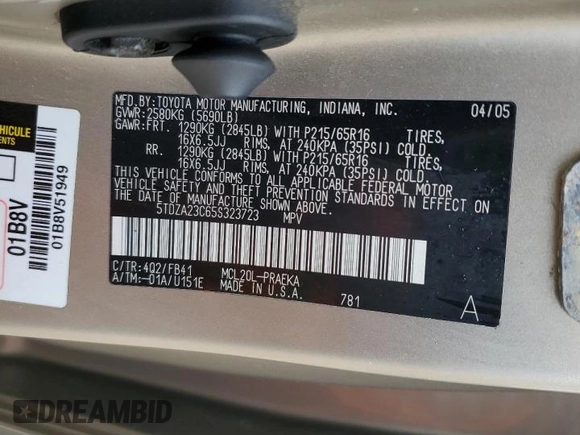 MFD.BY:TOYOTA MOTOR MANUFACTURING, INDIANA, INC. 04/05
GVWR: 2580KG (5690LB)
GAWR:FRT. 1290KG (2845LB) WITH P215/65R16 TIRES,
16X6.5JJ RIMS, AT 240KPA (35PSI) COLD.
RR. 1290KG (2845LB) WITH P215/65R16 TIRES,
16X6.5JJ RIMS, AT 240KPA (35PSI) COLD.
THIS VEHICLE CONFORMS TO ALL APPLICABLE FEDERAL MOTOR
VEHICLE SAFETY AND THEFT PREVENTION STANDARDS IN
EFFECT ON THE DATE OF MANUFACTURE SHOWN ABOVE.
5TDZA23C65S323723 MPV
C/TR:4Q2/FB41 MCL20L-PRAEKA
A/TM:-01A/U151E MADE IN U.S.A. 781
A
VEHICULE
01B8V
01B8V51949
DREAMBID